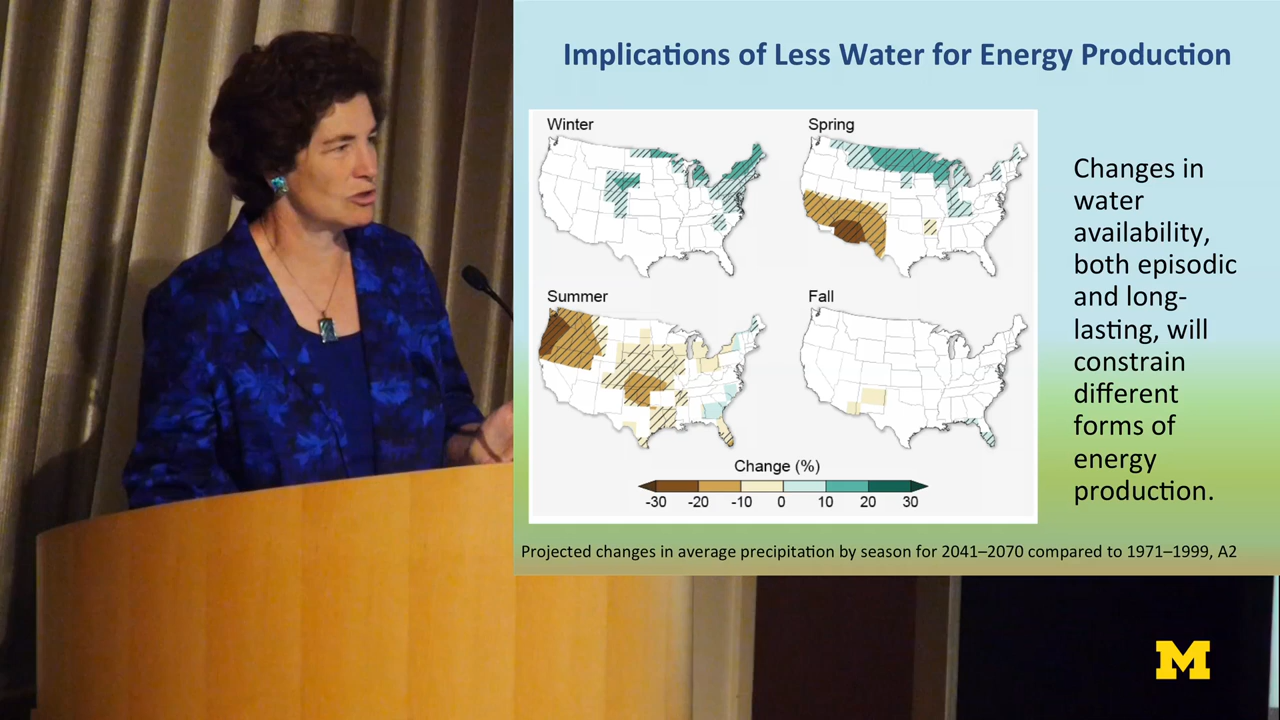 Implications of Less Water for Energy Production
Winter
Spring
Summer
Fall
Change (%)
-30 -20 -10 0 10 20 30
Changes in
water
availability,
both episodic
and long-
lasting, will
constrain
different
forms of
energy
production.
Projected changes in average precipitation by season for 2041–2070 compared to 1971–1999, A2
M